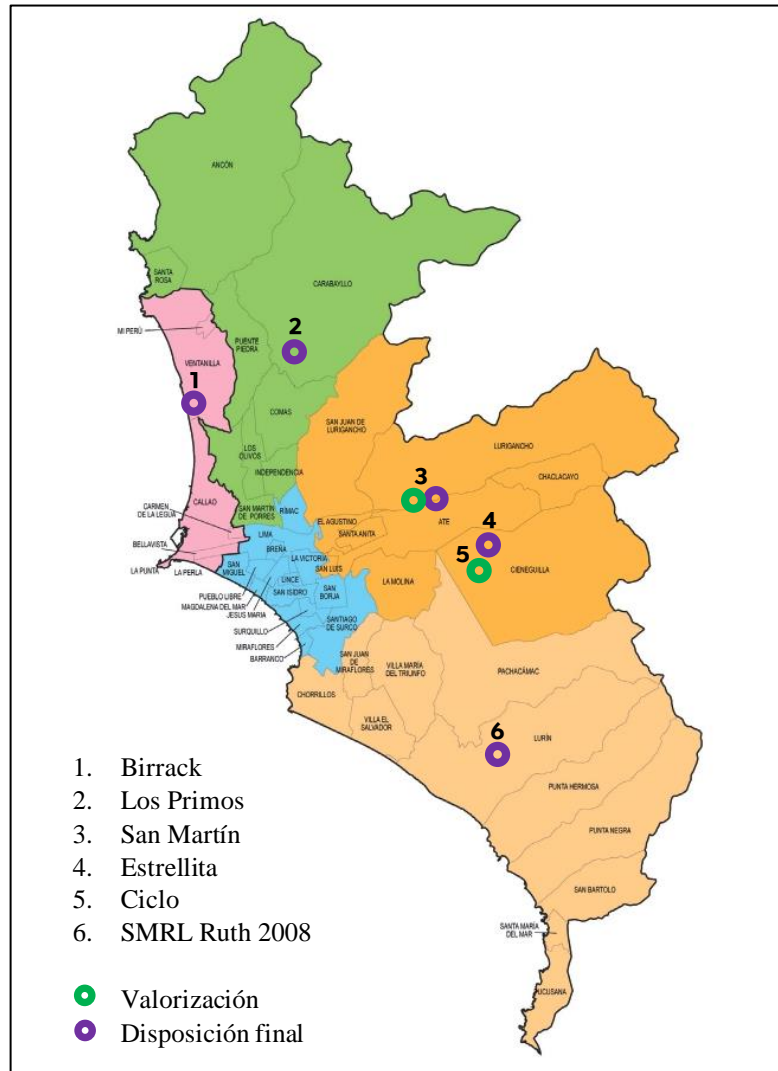 ANCÓN
SANTA
ROSA
CARABAYLLO
MI PERÚ
PUENTE
PIEDRA
2
VENTANILLA
1
COMAS
SAN JUAN DE
LURIGANCHO
LURIGANCHO
LOS
OLIVOS
INDEPENDENCIA
CHACLACAYO
3
CALLAO
CARMEN
DE LA LEGUA
SAN MARTÍN
DE PORRES
RÍMAC
EL AGUSTINO
SANTA ANITA
ATE
4
BELLAVISTA
LIMA
BREÑA
LA VICTORIA
5
CIENEGUILLA
LA PUNTA
LA PERLA
SAN
MIGUEL
LINCE
SAN LUIS
LA MOLINA
PUEBLO LIBRE
SAN ISIDRO
SAN
BORJA
MAGDALENA DEL MAR
JESUS MARIA
SURQUILLO
SANTIAGO
DE SURCO
MIRAFLORES
BARRANCO
SAN JUAN
DE
MIRAFLORES
VILLA MARÍA
DEL TRIUNFO
PACHACÁMAC
CHORRILLOS
VILLA EL
SALVADOR
6
LURÍN
PUNTA HERMOSA
PUNTA NEGRA
SAN BARTOLO
SANTA MARÍA
DEL MAR
PUCUSANA
1. Birrack
2. Los Primos
3. San Martín
4. Estrellita
5. Ciclo
6. SMRL Ruth 2008
Valorización
Disposición final